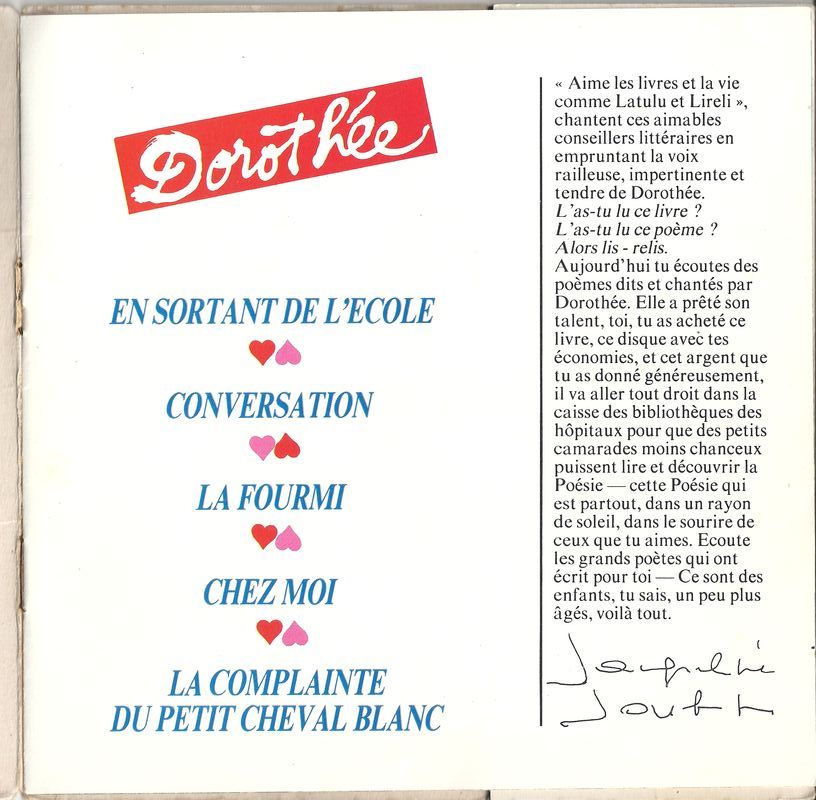 Dorothée
EN SORTANT DE L'ECOLE
CONVERSATION
LA FOURMI
CHEZ MOI
LA COMPLAINTE
DU PETIT CHEVAL BLANC
« Aime les livres et la vie
comme Latulu et Lireli »,
chantent ces aimables
conseillers littéraires en
empruntant la voix
railleuse, impertinente et
tendre de Dorothée.
L'as-tu lu ce livre ?
L'as-tu lu ce poème ?
Alors lis - relis.
Aujourd'hui tu écoutes des
poèmes dits et chantés par
Dorothée. Elle a prêté son
talent, toi, tu as acheté ce
livre, ce disque avec tes
économies, et cet argent que
tu as donné généreusement,
il va aller tout droit dans la
caisse des bibliothèques des
hôpitaux pour que des petits
camarades moins chanceux
puissent lire et découvrir la
Poésie — cette Poésie qui
est partout, dans un rayon
de soleil, dans le sourire de
ceux que tu aimes. Ecoute
les grands poètes qui ont
écrit pour toi — Ce sont des
enfants, tu sais, un peu plus
âgés, voilà tout.
Jacqueline
Joubert